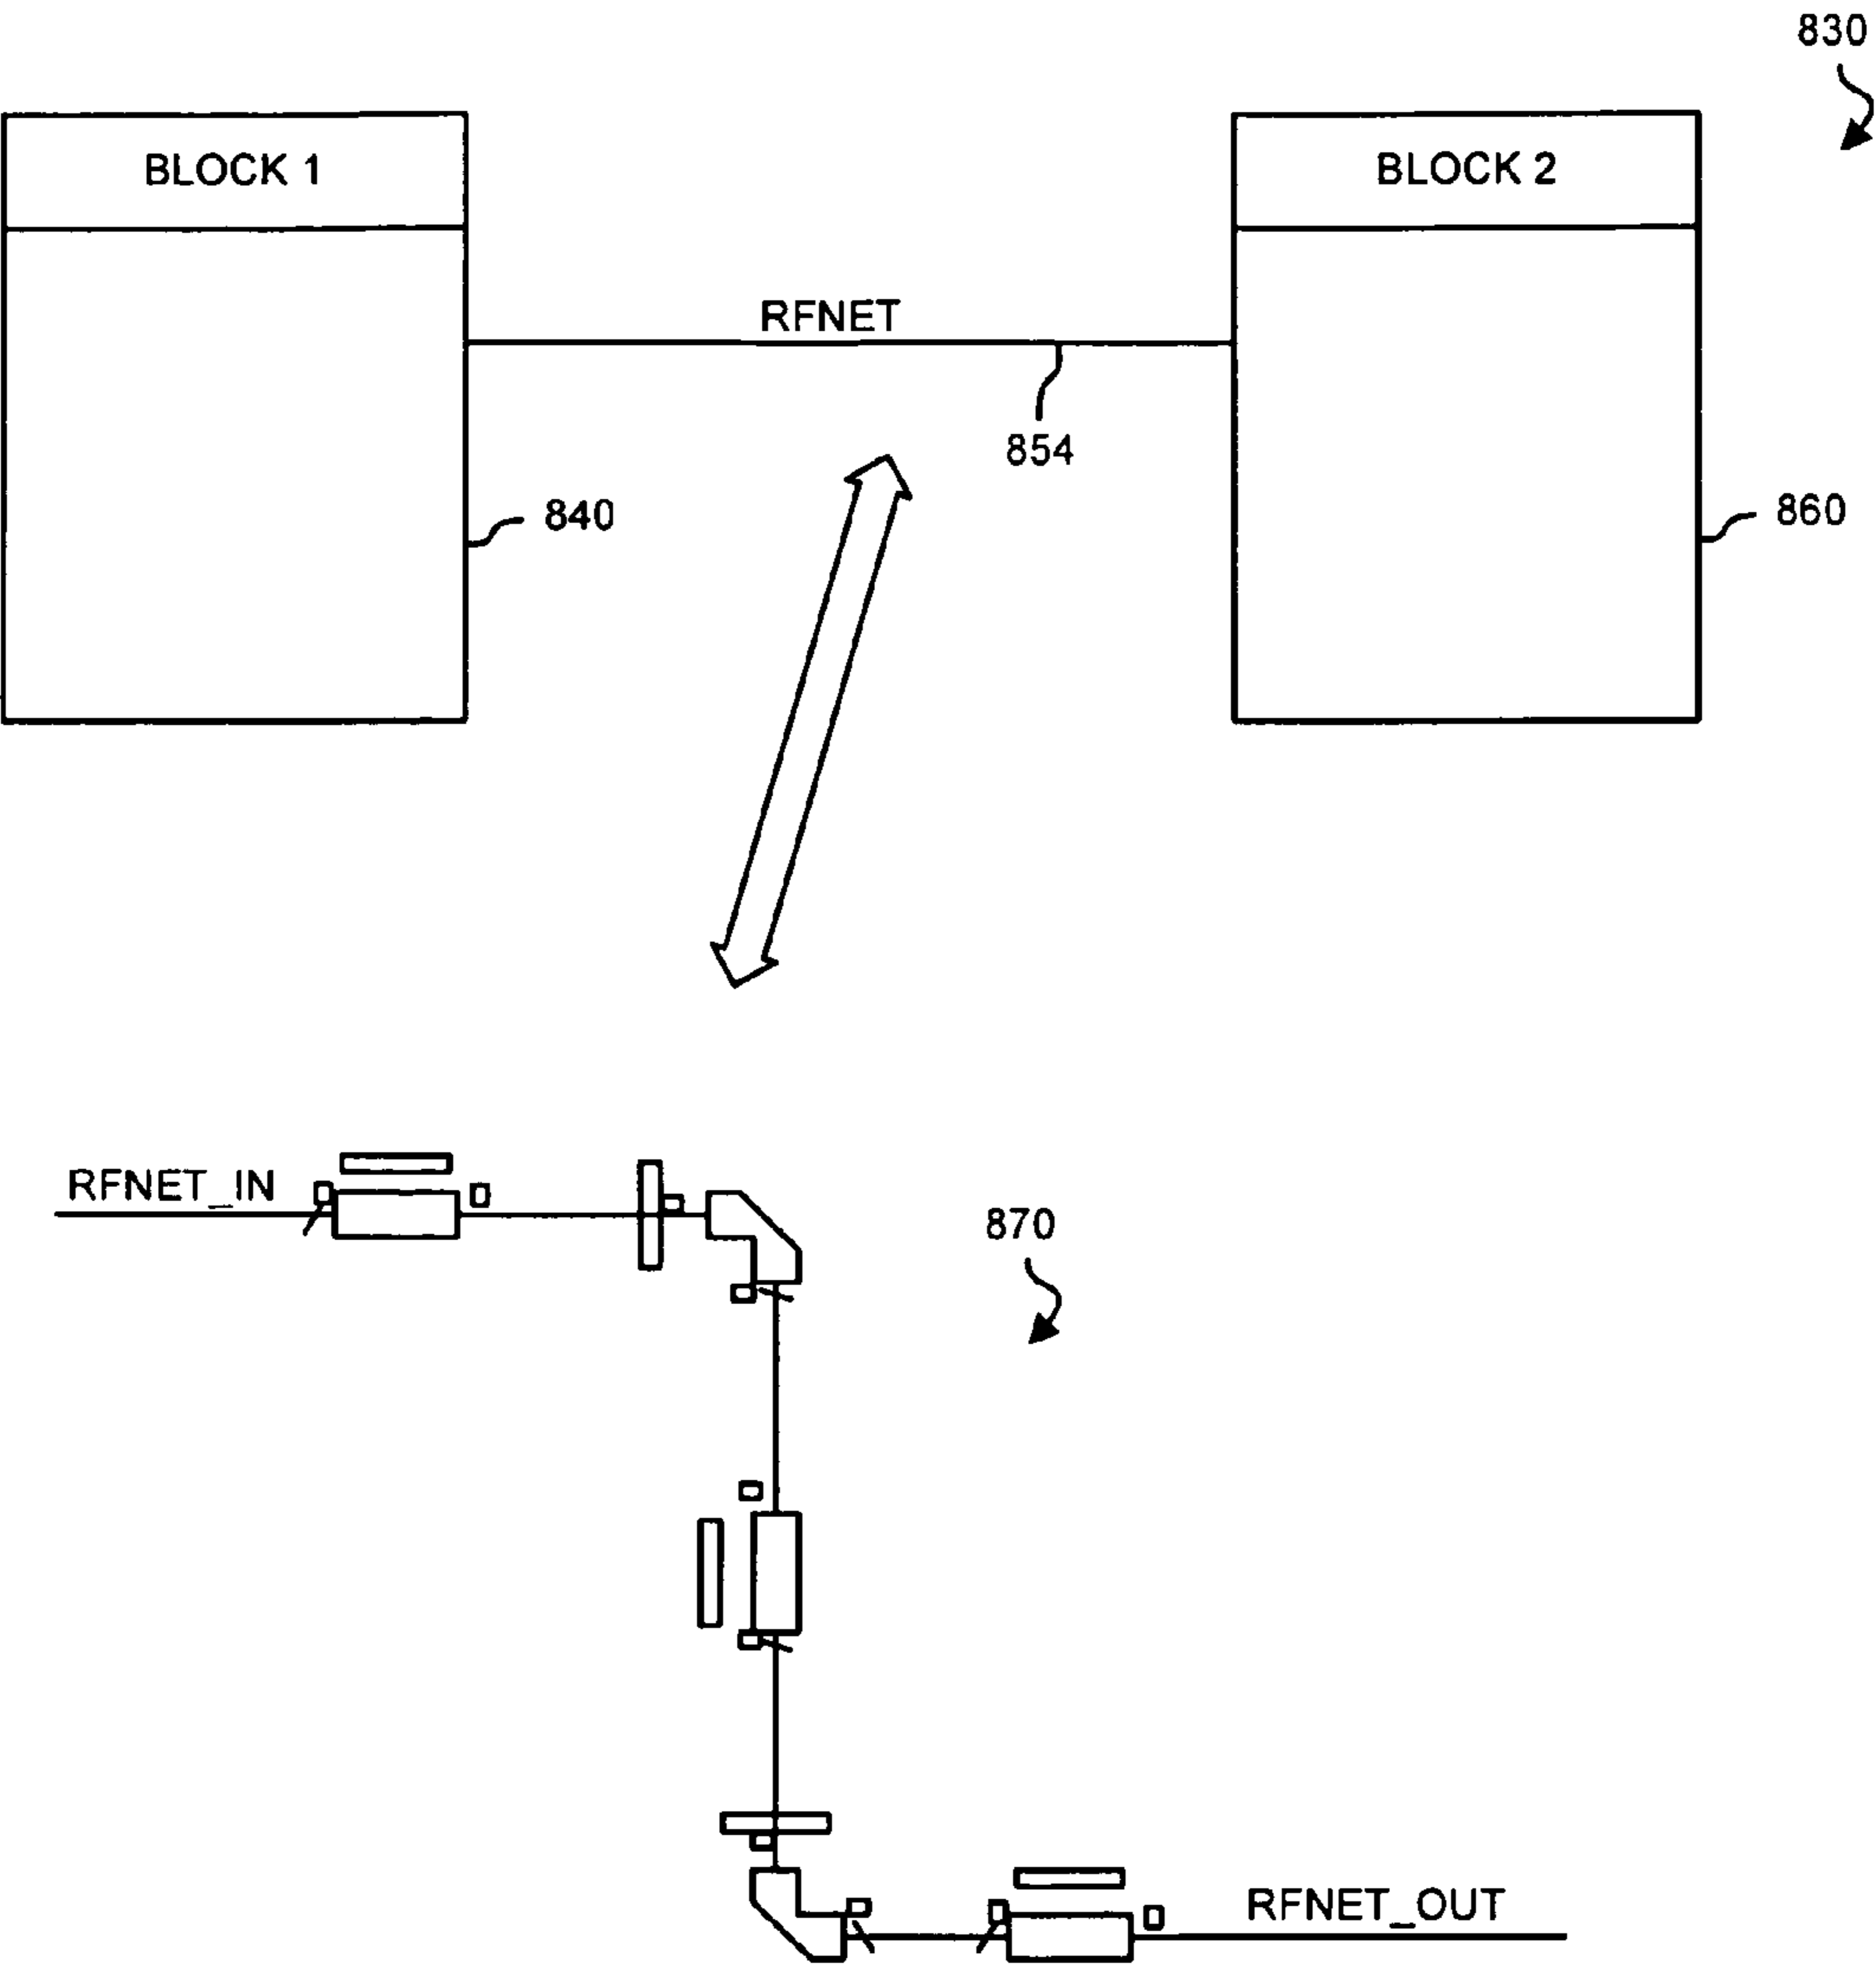 830
BLOCK 1
BLOCK 2
RFNET
854
840
860
RFNET_IN
870
RFNET_OUT